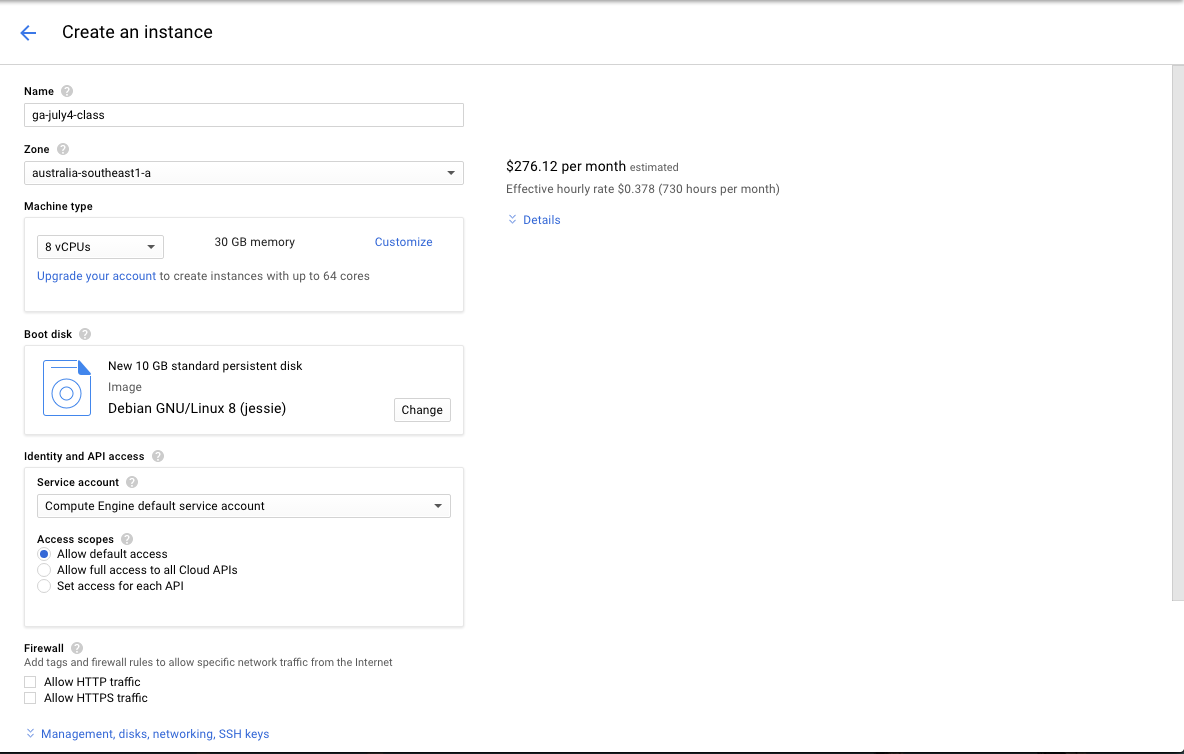 Create an instance
Name
ga-july4-class
Zone
australia-southeast1-a
$276.12 per month estimated
Effective hourly rate $0.378 (730 hours per month)
Details
Machine type
8 vCPUs
30 GB memory
Customize
Upgrade your account to create instances with up to 64 cores
Boot disk
New 10 GB standard persistent disk
Image
Debian GNU/Linux 8 (jessie)
Change
Identity and API access
Service account
Compute Engine default service account
Access scopes
Allow default access
Allow full access to all Cloud APIs
Set access for each API
Firewall
Add tags and firewall rules to allow specific network traffic from the Internet
Allow HTTP traffic
Allow HTTPS traffic
Management, disks, networking, SSH keys